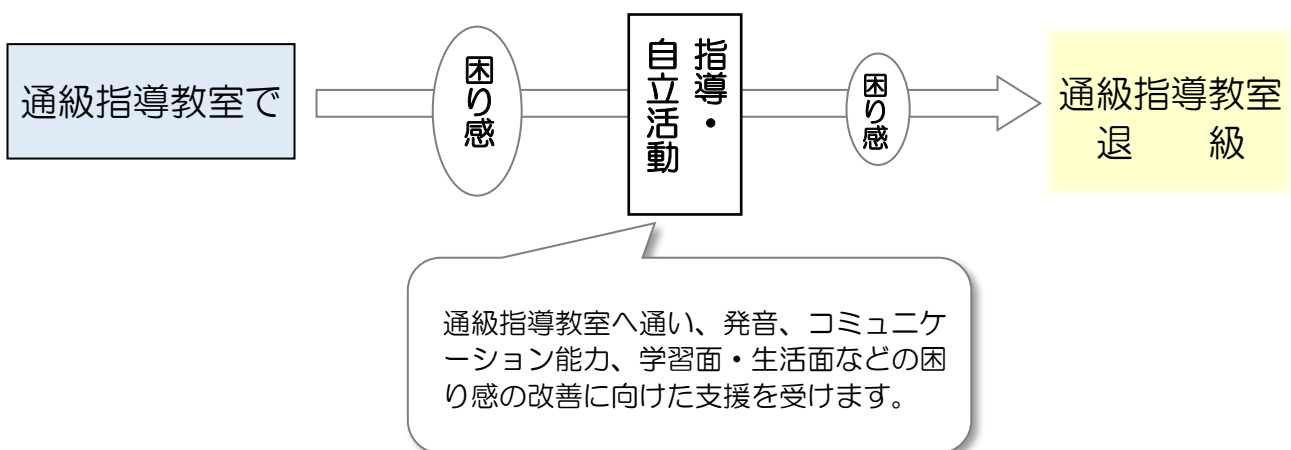 通級指導教室で
困り感
指導・
自立活動
困り感
通級指導教室
退　　級
通級指導教室へ通い、発音、コミュニケ
ーション能力、学習面・生活面などの困
り感の改善に向けた支援を受けます。